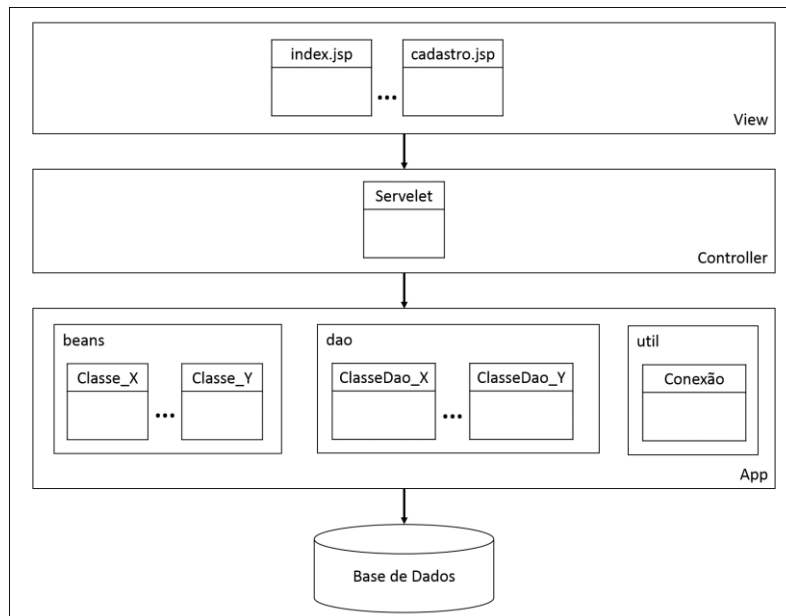 index.jsp
cadastro.jsp
...
View
Servelet
Controller
beans
dao
util
Classe_X
Classe_Y
ClasseDao_X
ClasseDao_Y
Conexão
...
...
App
Base de Dados